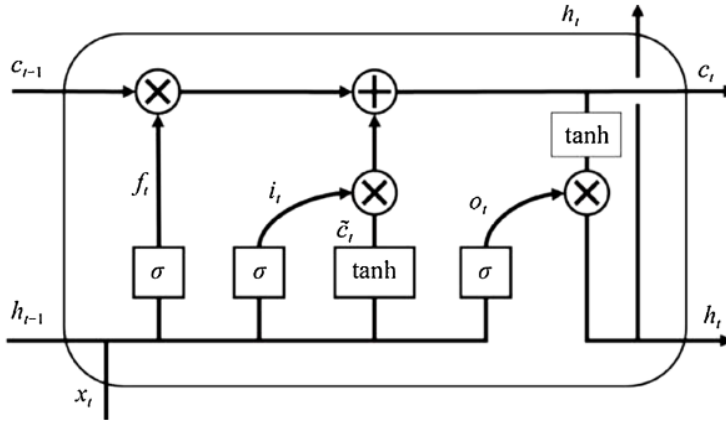 h_t
c_{t-1}
c_t
tanh
f_t
i_t
o_t
c̃_t
σ
σ
tanh
σ
h_{t-1}
h_t
x_t